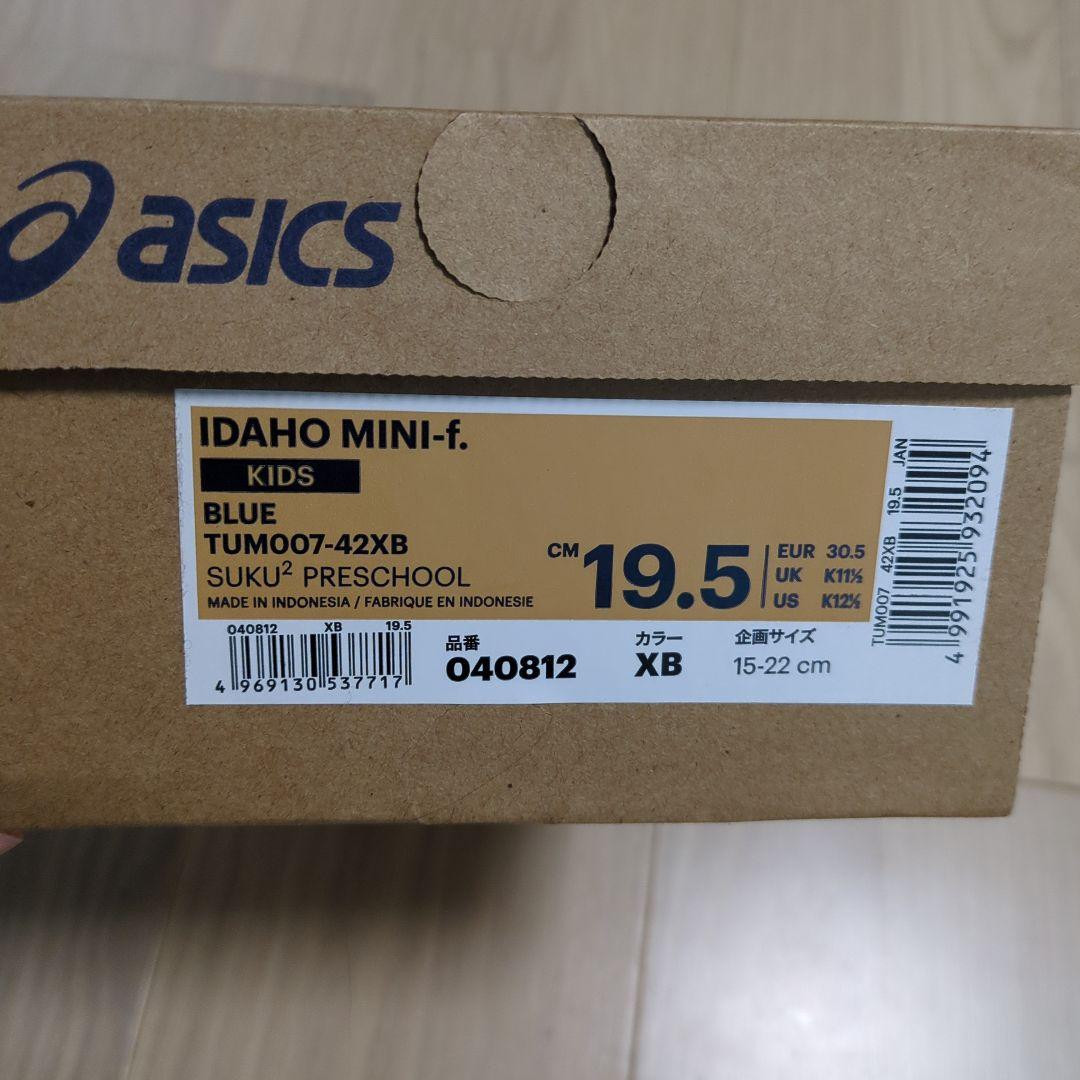 asics
IDAHO MINI-f.
KIDS
BLUE
TUM007-42XB
SUKU² PRESCHOOL
MADE IN INDONESIA / FABRIQUE EN INDONESIE
CM 19.5
EUR 30.5
UK K11½
US K12½
040812 XB 19.5
4 969130 537717
品番
040812
カラー
XB
企画サイズ
15-22 cm
TUM007 42XB 19.5 JAN
4 991925 932094